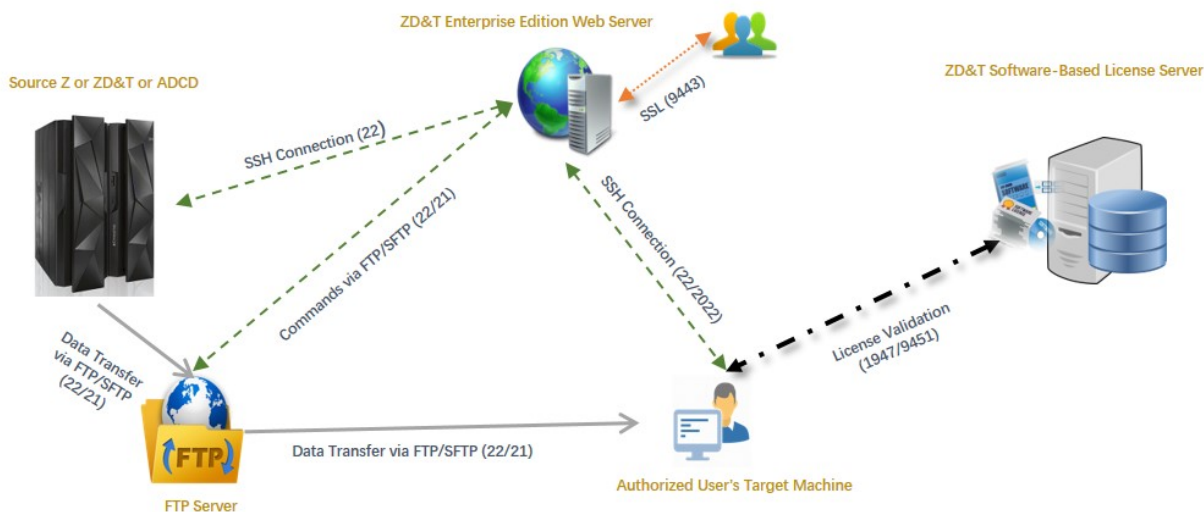 ZD&T Enterprise Edition Web Server
ZD&T Software-Based License Server
Source Z or ZD&T or ADCD
SSL (9443)
SSH Connection (22)
Commands via FTP/SFTP (22/21)
SSH Connection (22/2022)
License Validation
(1947/9451)
Data Transfer
via FTP/SFTP
(22/21)
FTP
Data Transfer via FTP/SFTP (22/21)
Authorized User's Target Machine
FTP Server
SOFTWARE